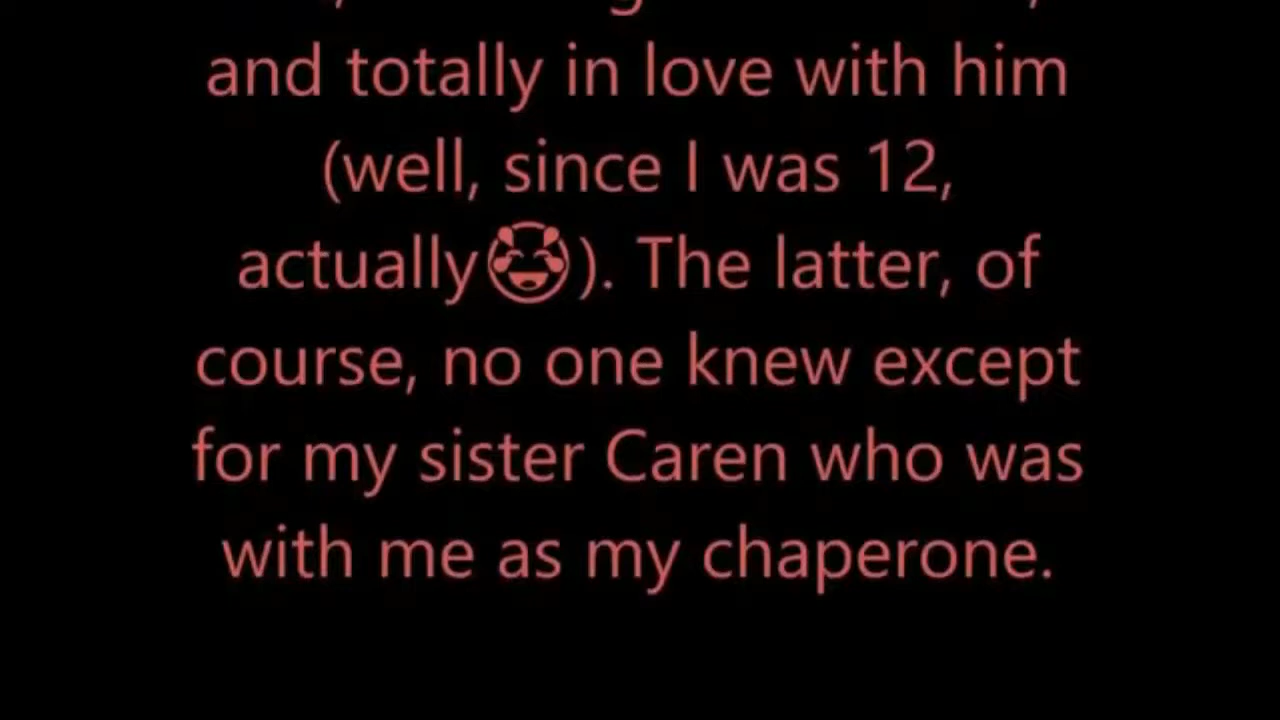 and totally in love with him
(well, since I was 12,
actually😂). The latter, of
course, no one knew except
for my sister Caren who was
with me as my chaperone.